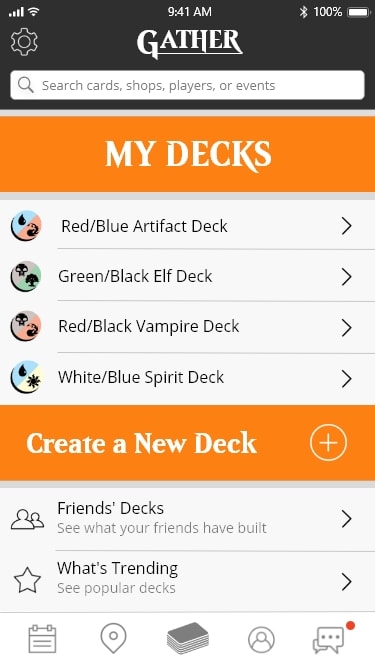 9:41 AM
100%
GATHER
Search cards, shops, players, or events
MY DECKS
Red/Blue Artifact Deck
Green/Black Elf Deck
Red/Black Vampire Deck
White/Blue Spirit Deck
Create a New Deck
Friends' Decks
See what your friends have built
What's Trending
See popular decks